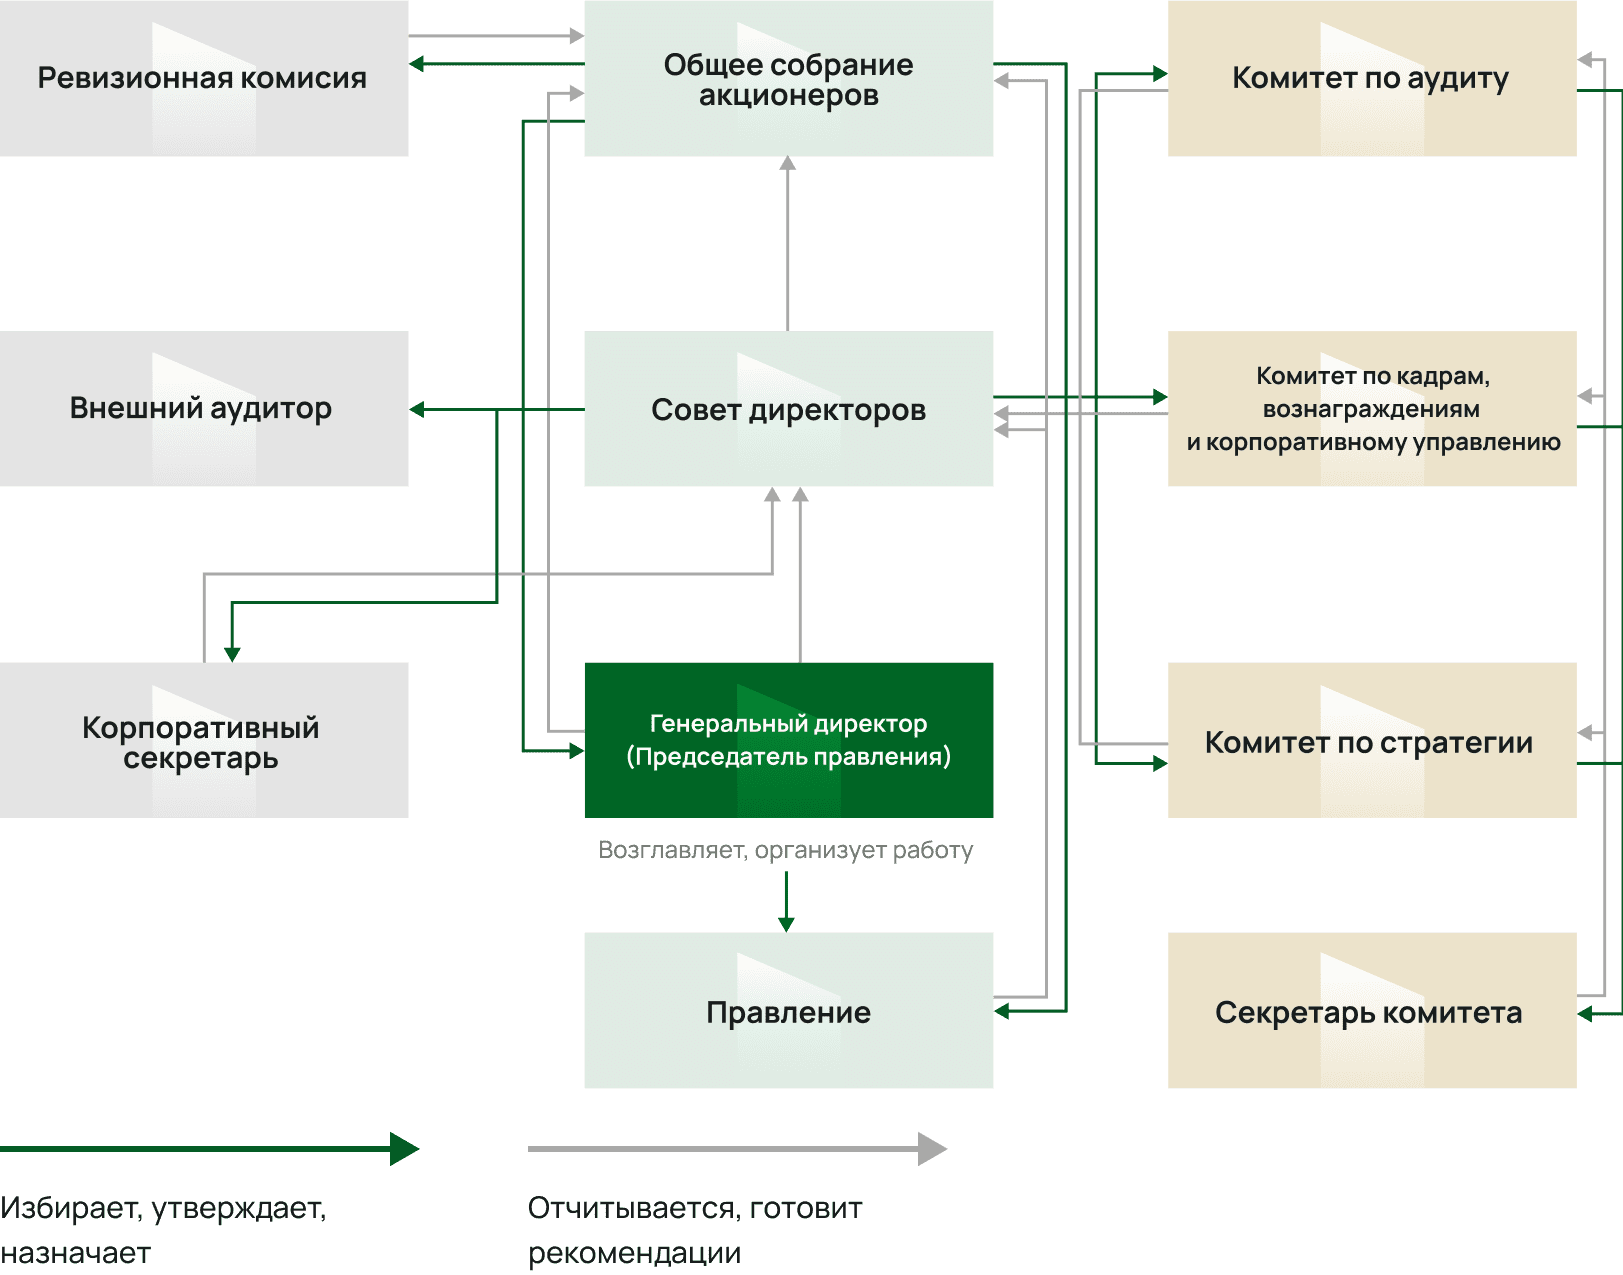 Ревизионная комисия
Общее собрание
акционеров
Комитет по аудиту
Внешний аудитор
Совет директоров
Комитет по кадрам,
вознаграждениям
и корпоративному управлению
Корпоративный
секретарь
Генеральный директор
(Председатель правления)
Комитет по стратегии
Возглавляет, организует работу
Правление
Секретарь комитета
Избирает, утверждает,
назначает
Отчитывается, готовит
рекомендации